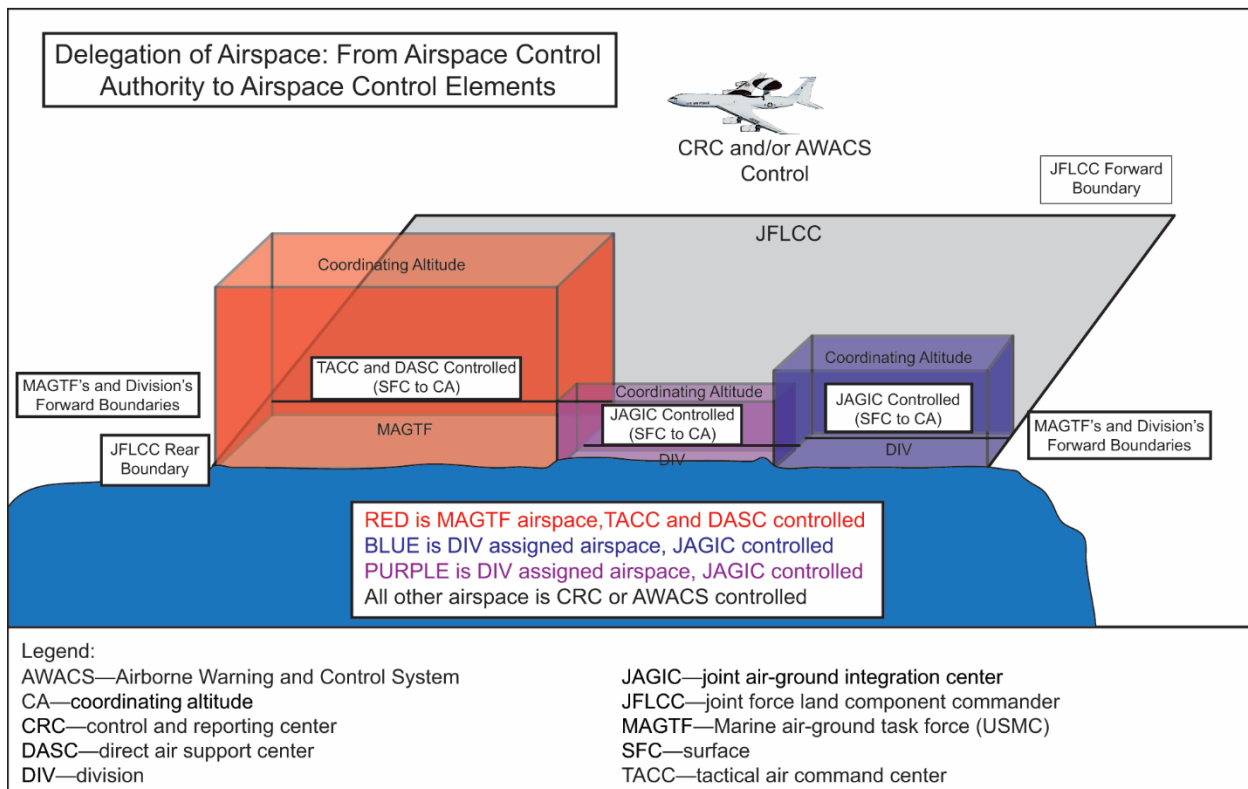 Delegation of Airspace: From Airspace Control
Authority to Airspace Control Elements
U.S. AIR FORCE
CRC and/or AWACS
Control
JFLCC Forward
Boundary
JFLCC
Coordinating Altitude
TACC and DASC Controlled
(SFC to CA)
MAGTF's and Division's
Forward Boundaries
MAGTF
JFLCC Rear
Boundary
Coordinating Altitude
JAGIC Controlled
(SFC to CA)
DIV
Coordinating Altitude
JAGIC Controlled
(SFC to CA)
DIV
MAGTF's and Division's
Forward Boundaries
RED is MAGTF airspace,TACC and DASC controlled
BLUE is DIV assigned airspace, JAGIC controlled
PURPLE is DIV assigned airspace, JAGIC controlled
All other airspace is CRC or AWACS controlled
Legend:
AWACS—Airborne Warning and Control System
CA—coordinating altitude
CRC—control and reporting center
DASC—direct air support center
DIV—division
JAGIC—joint air-ground integration center
JFLCC—joint force land component commander
MAGTF—Marine air-ground task force (USMC)
SFC—surface
TACC—tactical air command center